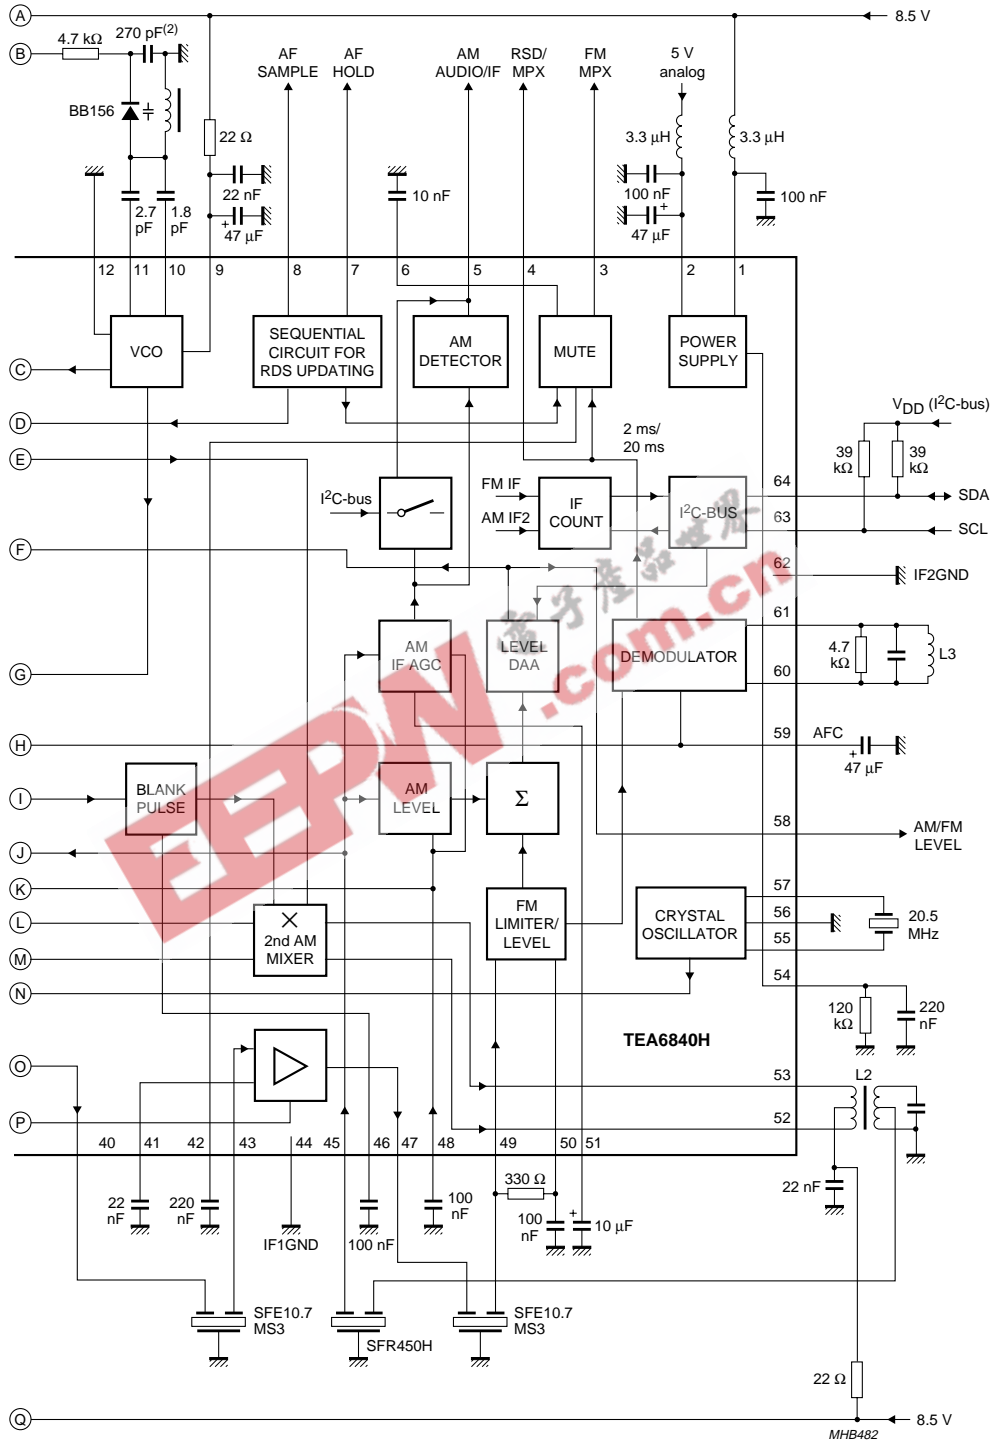 A
8.5 V
B
4.7 kΩ
270 pF(2)
BB156
22 Ω
22 nF
47 μF
+
2.7 pF
1.8 pF
AF SAMPLE
AF HOLD
AM AUDIO/IF
RSD/MPX
FM MPX
5 V analog
3.3 μH
3.3 μH
10 nF
100 nF
+
47 μF
100 nF
12
11
10
9
8
7
6
5
4
3
2
1
VCO
SEQUENTIAL CIRCUIT FOR RDS UPDATING
AM DETECTOR
MUTE
POWER SUPPLY
C
D
E
2 ms/
20 ms
VDD (I2C-bus)
39 kΩ
39 kΩ
I2C-bus
FM IF
AM IF2
IF COUNT
I2C-BUS
64
SDA
63
SCL
F
62
IF2GND
61
電子産品世界
.com.cn
EEPW
AM IF AGC
LEVEL DAA
DEMODULATOR
4.7 kΩ
L3
G
60
H
59
AFC
+
47 μF
I
BLANK PULSE
AM LEVEL
Σ
58
AM/FM LEVEL
J
K
57
L
×
2nd AM MIXER
FM LIMITER/LEVEL
CRYSTAL OSCILLATOR
56
20.5 MHz
55
M
54
N
120 kΩ
220 nF
TEA6840H
O
53
L2
P
52
40
41
42
43
44
45
46
47
48
49
50
51
22 nF
220 nF
IF1GND
100 nF
100 nF
330 Ω
100 nF
+
10 μF
22 nF
SFE10.7 MS3
SFR450H
SFE10.7 MS3
22 Ω
Q
8.5 V
MHB482